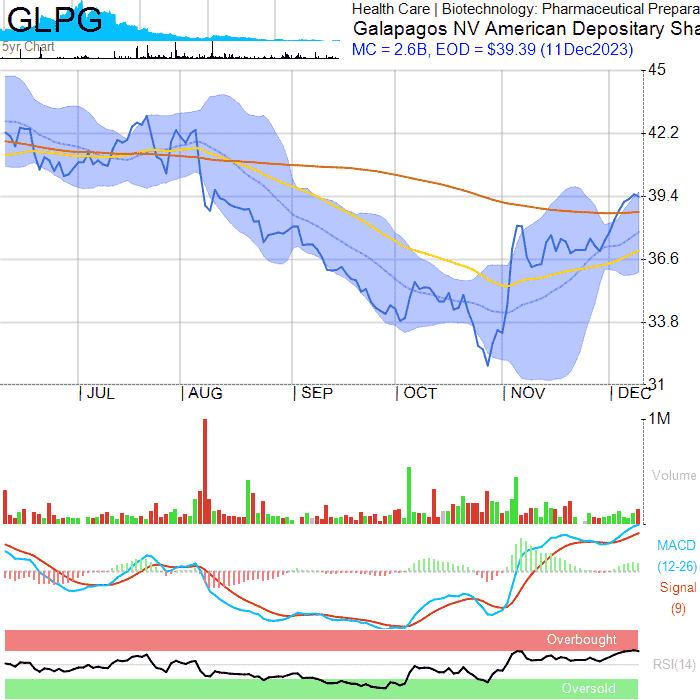 GLPG
5yr. Chart
Health Care | Biotechnology: Pharmaceutical Prepara
Galapagos NV American Depositary Sha
MC = 2.6B, EOD = $39.39 (11Dec2023)
45
42.2
39.4
36.6
33.8
31
JUL AUG SEP OCT NOV DEC
1M
Volume
MACD
(12-26)
Signal
(9)
Overbought
RSI(14)
Oversold